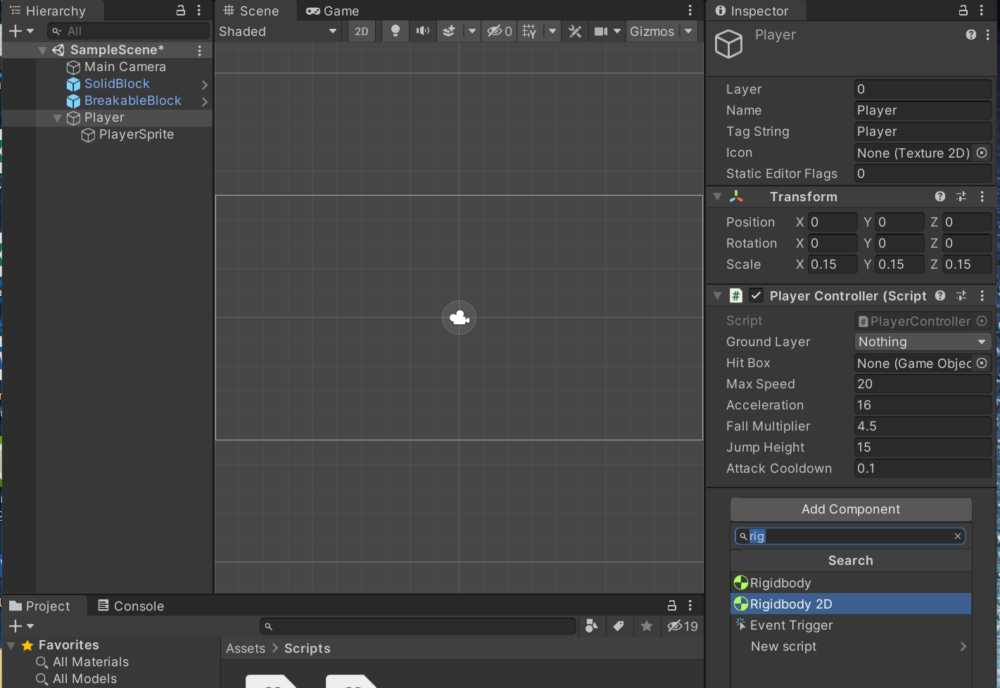 Hierarchy
All
SampleScene*
Main Camera
SolidBlock
BreakableBlock
Player
PlayerSprite
Scene
Game
Shaded
2D
0
Gizmos
Inspector
Player
Layer 0
Name Player
Tag String Player
Icon None (Texture 2D)
Static Editor Flags 0
Transform
Position X 0 Y 0 Z 0
Rotation X 0 Y 0 Z 0
Scale X 0.15 Y 0.15 Z 0.15
# Player Controller (Script
Script # PlayerController
Ground Layer Nothing
Hit Box None (Game Objec
Max Speed 20
Acceleration 16
Fall Multiplier 4.5
Jump Height 15
Attack Cooldown 0.1
Add Component
rig
Search
Rigidbody
Rigidbody 2D
Event Trigger
New script
Project
Console
19
Favorites
All Materials
All Models
Assets > Scripts